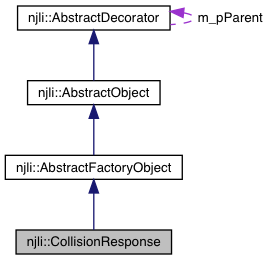 njli::AbstractDecorator
m_pParent
njli::AbstractObject
njli::AbstractFactoryObject
njli::CollisionResponse